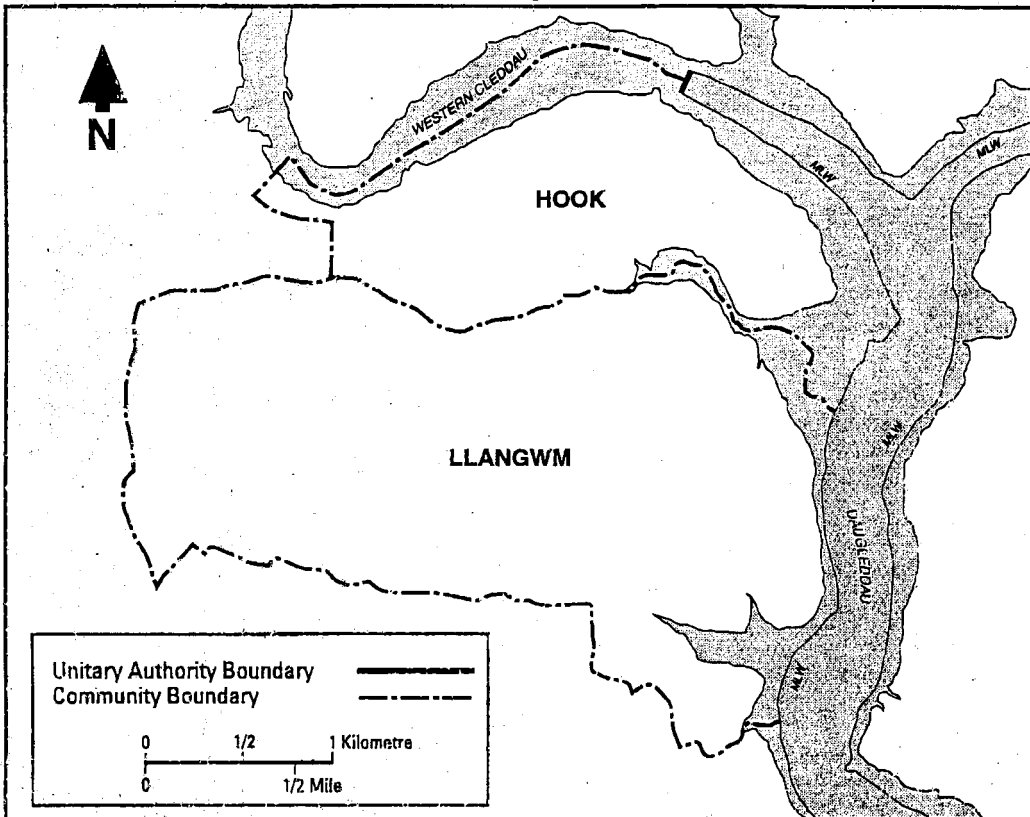 N
WESTERN CLEDDAU
MLW
MLW
HOOK
LLANGWM
MLW
DAUGLEDDAU
MLW
Unitary Authority Boundary
Community Boundary
0 1/2 1 Kilometre
0 1/2 Mile